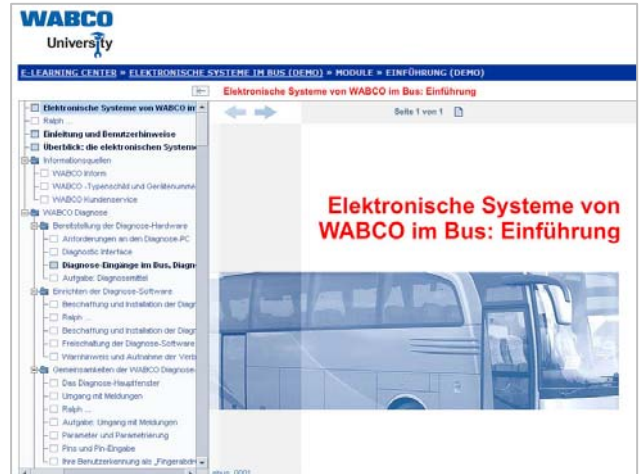 WABCO
University
E-LEARNING CENTER » ELEKTRONISCHE SYSTEME IM BUS (DEMO) » MODULE » EINFÜHRUNG (DEMO)
Elektronische Systeme von WABCO im Bus: Einführung
Seite 1 von 1
Elektronische Systeme von WABCO im
Ralph ...
Einleitung und Benutzerhinweise
Überblick: die elektronischen Systeme
Informationsquellen
WABCO Inform
WABCO -Typenschild und Gerätenumme
WABCO Kundenservice
WABCO Diagnose
Bereitstellung der Diagnose-Hardware
Anforderungen an den Diagnose-PC
Diagnostic Interface
Diagnose-Eingänge im Bus, Diagn
Aufgabe: Diagnosemittel
Einrichten der Diagnose-Software
Beschaffung und Installation der Diagr
Ralph ...
Beschaffung und Installation der Diagr
Freischaltung der Diagnose-Software
Warnhinweis und Aufnahme der Verb
Gemeinsamkeiten der WABCO Diagnose-
Das Diagnose-Hauptfenster
Umgang mit Meldungen
Ralph ...
Aufgabe: Umgang mit Meldungen
Parameter und Parametrierung
Pins und Pin-Eingabe
Ihre Benutzerkennung als „Fingerabdr
Elektronische Systeme von
WABCO im Bus: Einführung